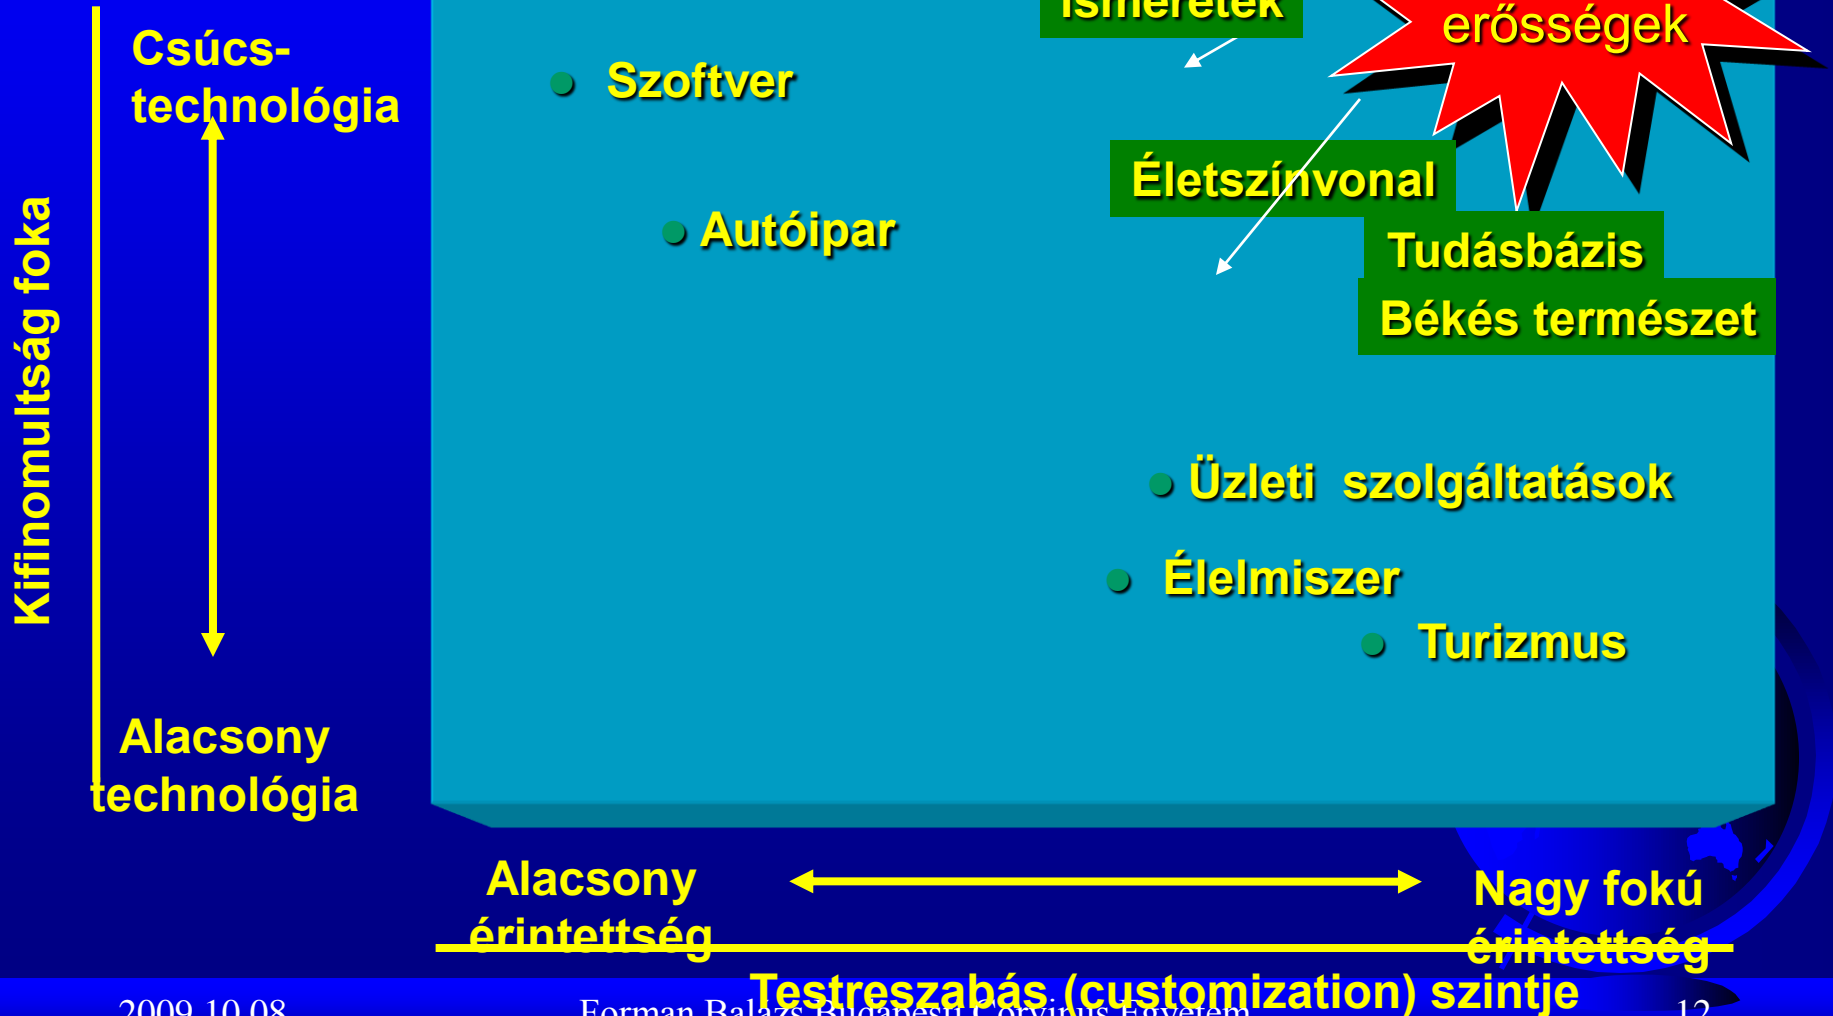 Ismeretek
erősségek
Csúcs-
technológia
Szoftver
Életszínvonal
Autóipar
Tudásbázis
Békés természet
Kifinomultság foka
Üzleti szolgáltatások
Élelmiszer
Turizmus
Alacsony
technológia
Alacsony
érintettség
Nagy fokú
érintettség
Testreszabás (customization) szintje
2009.10.08.
Forman Balázs Budapesti Corvinus Egyetem
12